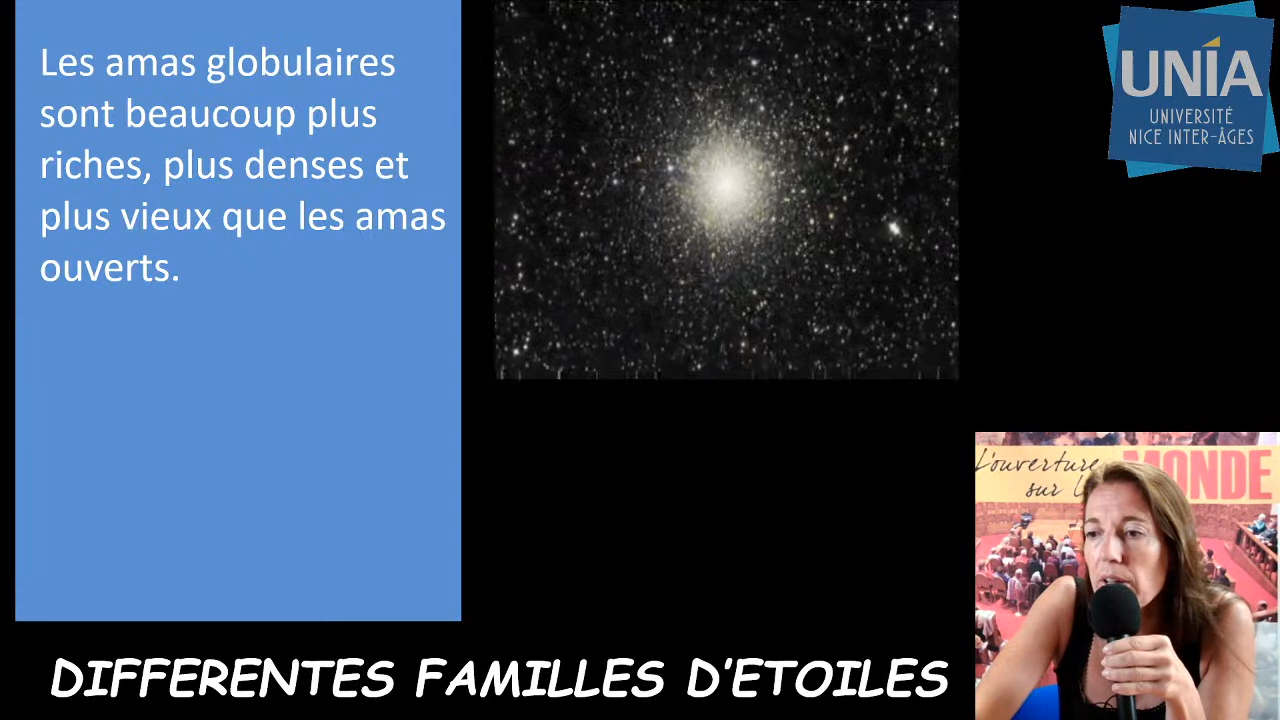 Les amas globulaires
sont beaucoup plus
riches, plus denses et
plus vieux que les amas
ouverts.
UNIA
UNIVERSITÉ
NICE INTER-ÂGES
L'ouverture
sur l
MONDE
DIFFERENTES FAMILLES D'ETOILES